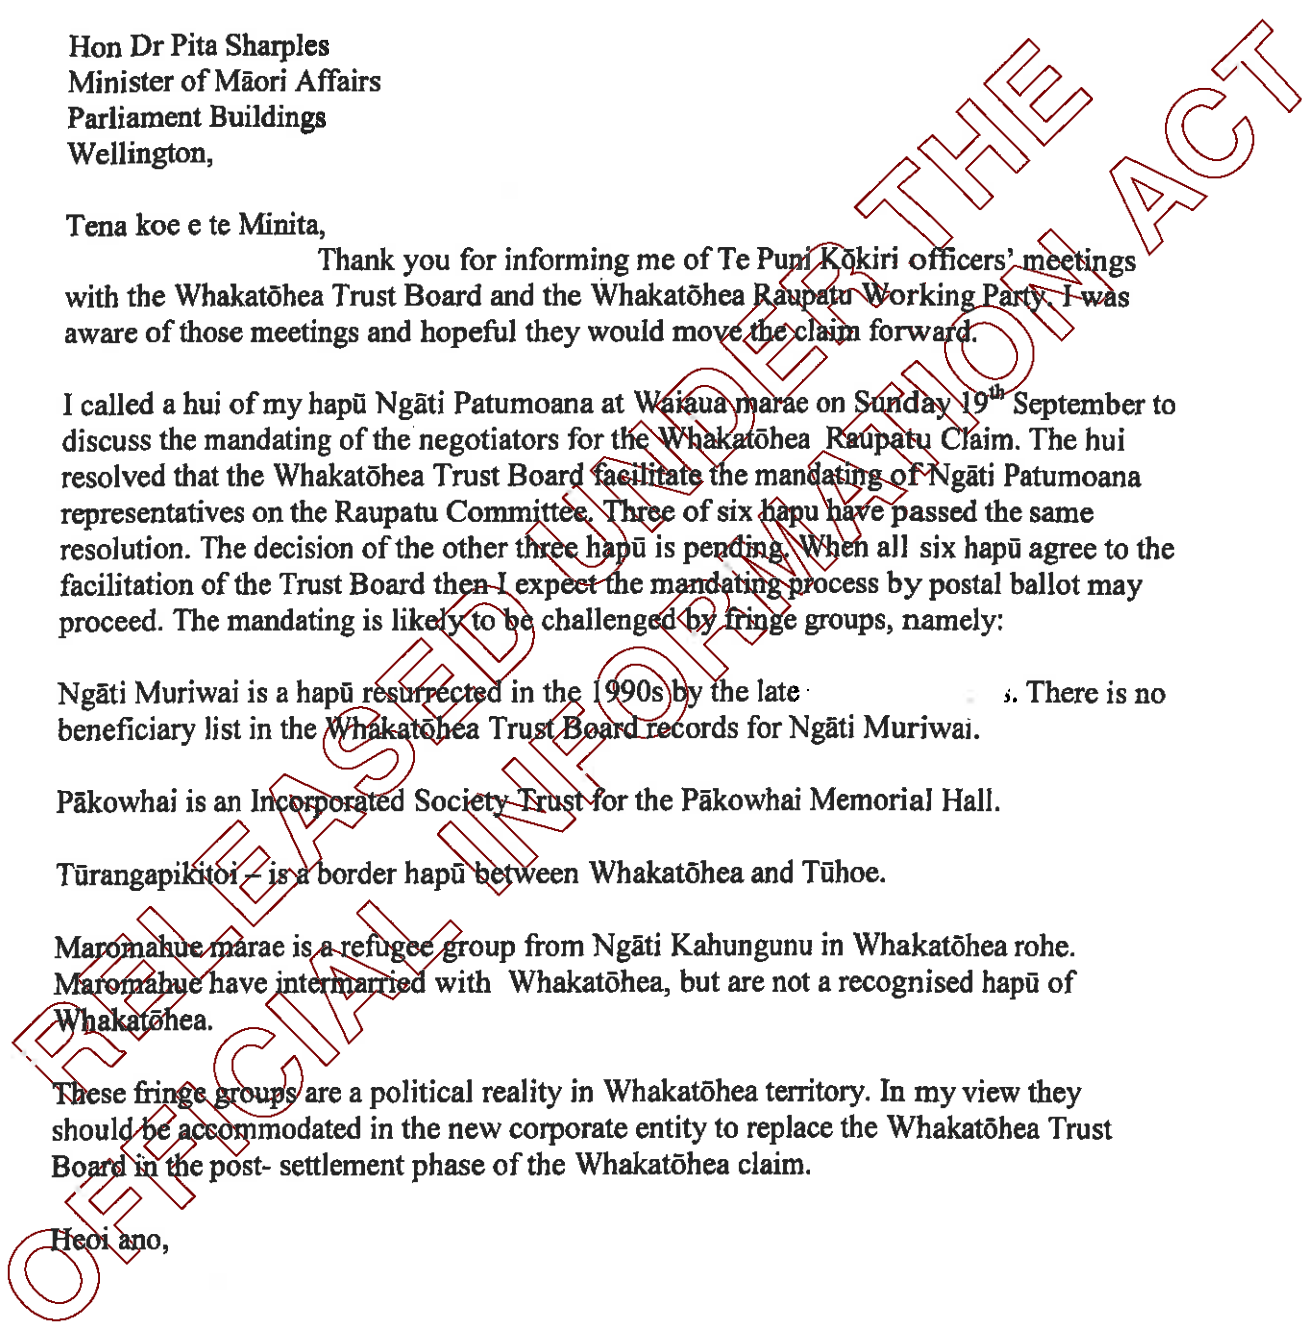 Hon Dr Pita Sharples
Minister of Māori Affairs
Parliament Buildings
Wellington,
Tena koe e te Minita,
Thank you for informing me of Te Puni Kōkiri officers' meetings
with the Whakatōhea Trust Board and the Whakatōhea Raupatu Working Party. I was
aware of those meetings and hopeful they would move the claim forward.
I called a hui of my hapū Ngāti Patumoana at Waiaua marae on Sunday 19th September to
discuss the mandating of the negotiators for the Whakatōhea Raupatu Claim. The hui
resolved that the Whakatōhea Trust Board facilitate the mandating of Ngāti Patumoana
representatives on the Raupatu Committee. Three of six hapu have passed the same
resolution. The decision of the other three hapū is pending. When all six hapū agree to the
facilitation of the Trust Board then I expect the mandating process by postal ballot may
proceed. The mandating is likely to be challenged by fringe groups, namely:
Ngāti Muriwai is a hapū resurrected in the 1990s by the late s. There is no
beneficiary list in the Whakatōhea Trust Board records for Ngāti Muriwai.
Pākowhai is an Incorporated Society Trust for the Pākowhai Memorial Hall.
Tūrangapikitoi – is a border hapū between Whakatōhea and Tūhoe.
Maromahue marae is a refugee group from Ngāti Kahungunu in Whakatōhea rohe.
Maromahue have intermarried with Whakatōhea, but are not a recognised hapū of
Whakatōhea.
These fringe groups are a political reality in Whakatōhea territory. In my view they
should be accommodated in the new corporate entity to replace the Whakatōhea Trust
Board in the post- settlement phase of the Whakatōhea claim.
Heoi ano,
RELEASED UNDER THE
OFFICIAL INFORMATION ACT